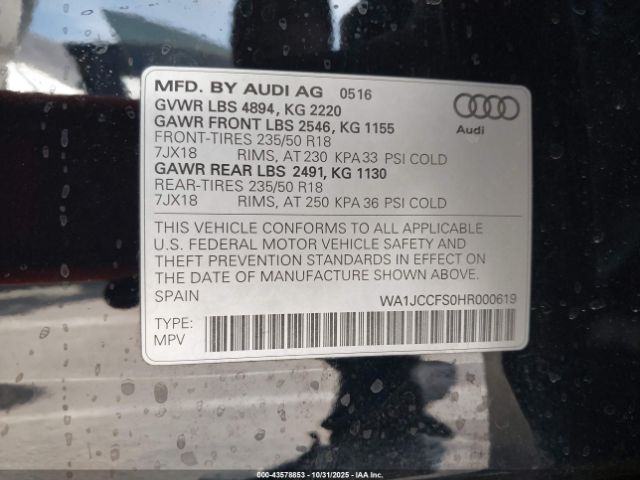 MFD. BY AUDI AG 0516
GVWR LBS 4894, KG 2220
GAWR FRONT LBS 2546, KG 1155
FRONT-TIRES 235/50 R18
7JX18 RIMS, AT 230 KPA 33 PSI COLD
GAWR REAR LBS 2491, KG 1130
REAR-TIRES 235/50 R18
7JX18 RIMS, AT 250 KPA 36 PSI COLD
Audi
THIS VEHICLE CONFORMS TO ALL APPLICABLE
U.S. FEDERAL MOTOR VEHICLE SAFETY AND
THEFT PREVENTION STANDARDS IN EFFECT ON
THE DATE OF MANUFACTURE SHOWN ABOVE.
SPAIN WA1JCCFS0HR000619
TYPE:
MPV
000-43578853 - 10/31/2025 - IAA, Inc.